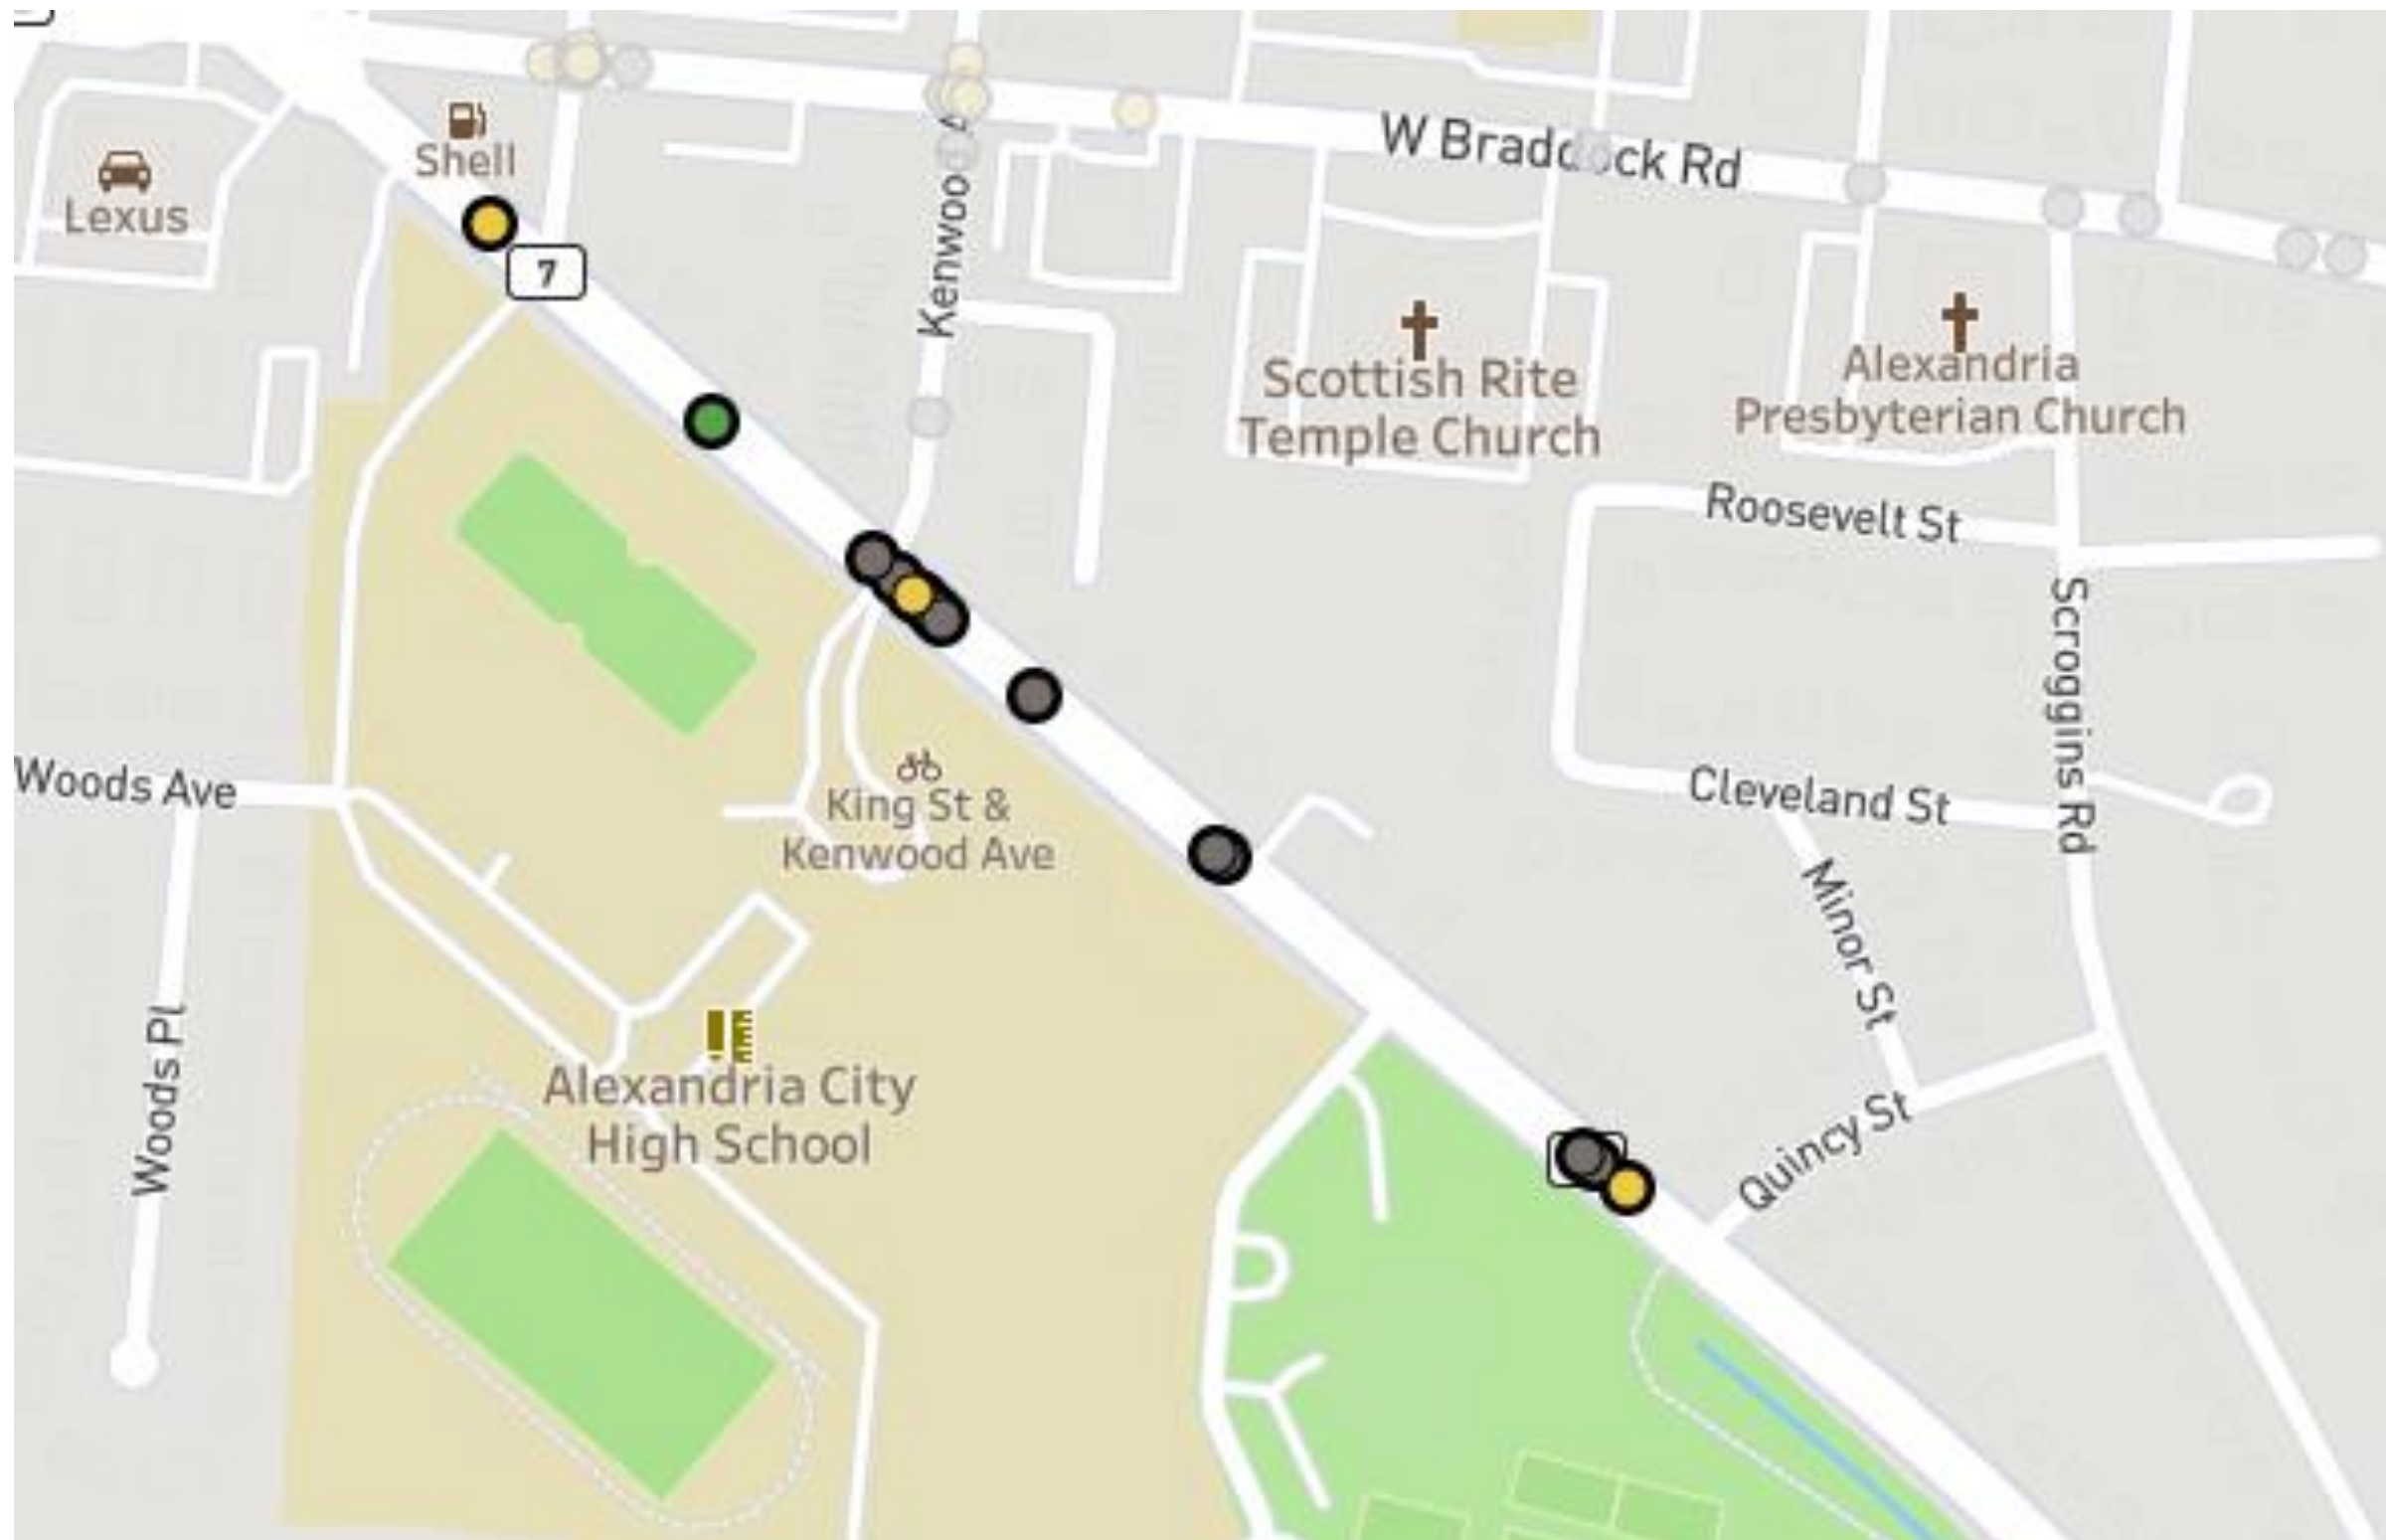 W Braddock Rd
Shell
Lexus
7
Kenwoo
Scottish Rite
Temple Church
Alexandria
Presbyterian Church
Roosevelt St
Scroggins Rd
Woods Ave
King St &
Kenwood Ave
Cleveland St
Minor St
Woods Pl
Alexandria City
High School
Quincy St